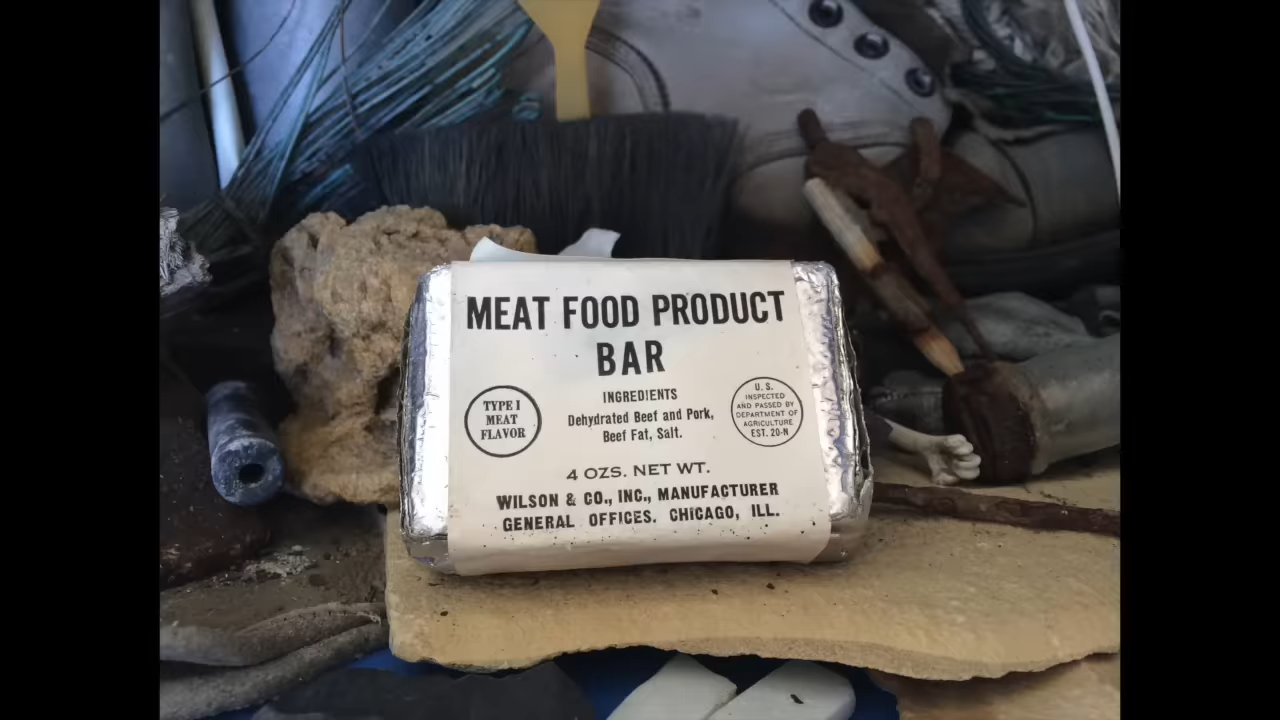 MEAT FOOD PRODUCT
BAR
INGREDIENTS
Dehydrated Beef and Pork,
Beef Fat, Salt.
TYPE I
MEAT
FLAVOR
U. S.
INSPECTED
AND PASSED BY
DEPARTMENT OF
AGRICULTURE
EST. 20-N
4 OZS. NET WT.
WILSON & CO., INC., MANUFACTURER
GENERAL OFFICES. CHICAGO, ILL.